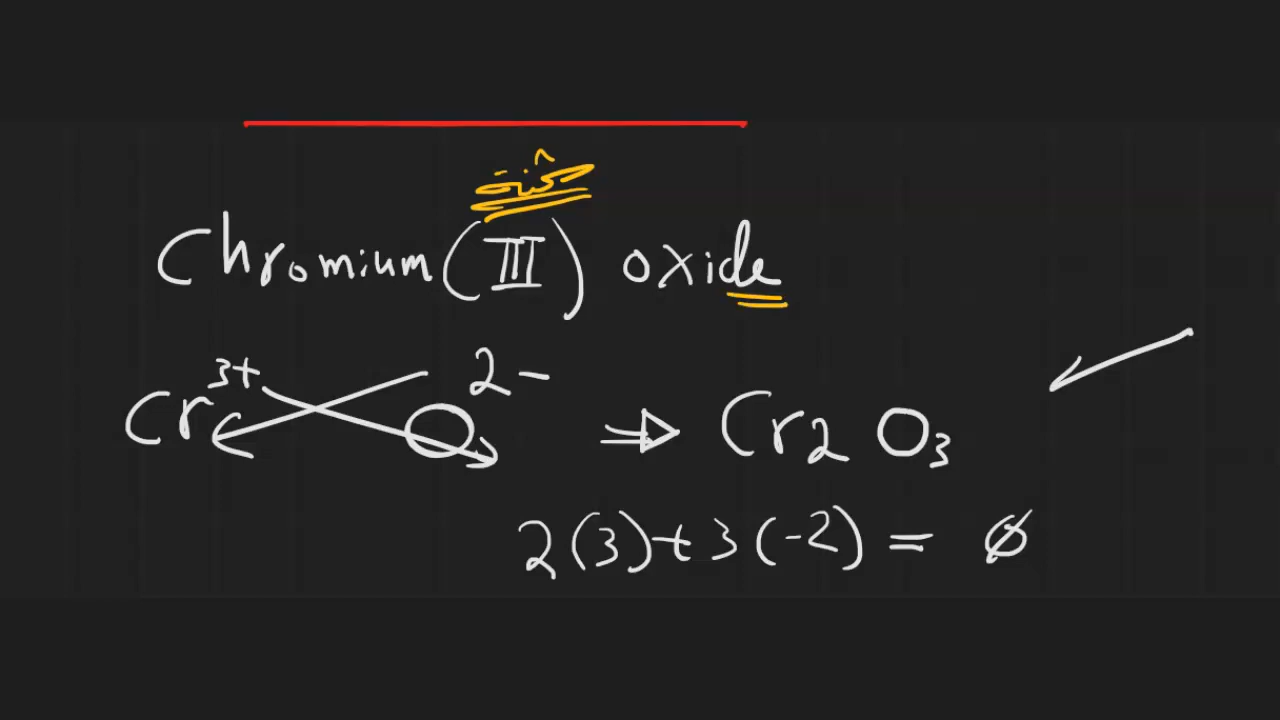 Chromium (III) oxide
Cr³⁺ O²⁻ ⇒ Cr₂O₃
2(3)+3(-2) = 0